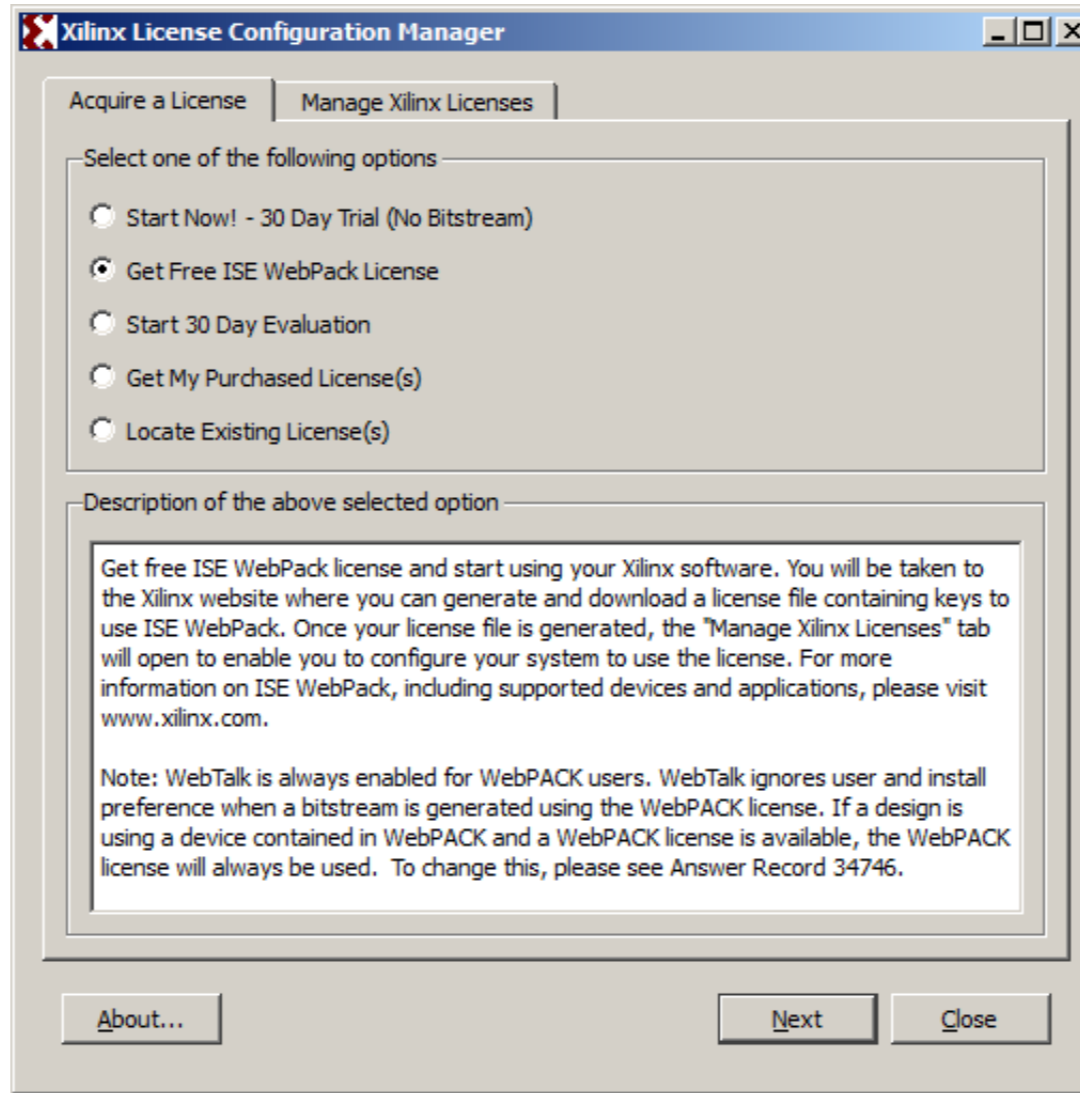 Xilinx License Configuration Manager
Acquire a License
Manage Xilinx Licenses
Select one of the following options
Start Now! - 30 Day Trial (No Bitstream)
Get Free ISE WebPack License
Start 30 Day Evaluation
Get My Purchased License(s)
Locate Existing License(s)
Description of the above selected option
Get free ISE WebPack license and start using your Xilinx software. You will be taken to
the Xilinx website where you can generate and download a license file containing keys to
use ISE WebPack. Once your license file is generated, the "Manage Xilinx Licenses" tab
will open to enable you to configure your system to use the license. For more
information on ISE WebPack, including supported devices and applications, please visit
www.xilinx.com.
Note: WebTalk is always enabled for WebPACK users. WebTalk ignores user and install
preference when a bitstream is generated using the WebPACK license. If a design is
using a device contained in WebPACK and a WebPACK license is available, the WebPACK
license will always be used.  To change this, please see Answer Record 34746.
About...
Next
Close